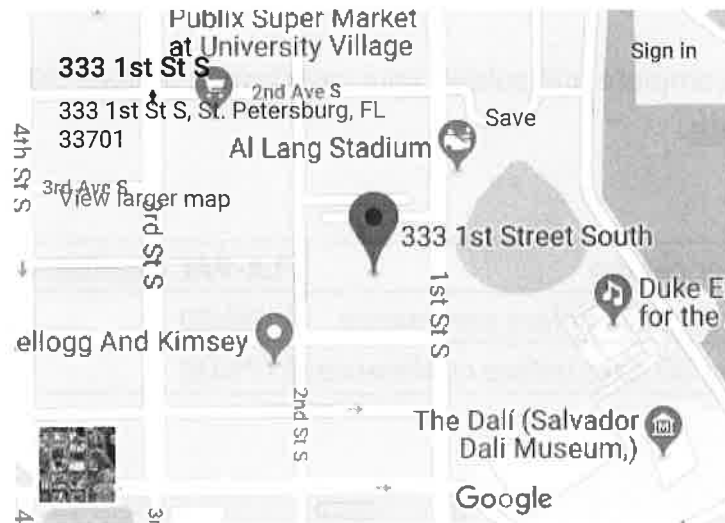 Publix Super Market
at University Village
333 1st St S
333 1st St S, St. Petersburg, FL
33701
View larger map
Sign in
Save
2nd Ave S
Al Lang Stadium
4th St S
3rd Ave S
3rd St S
333 1st Street South
1st St S
Duke E
for the
ellogg And Kimsey
2nd St S
The Dalí (Salvador
Dali Museum,)
Google
4
3